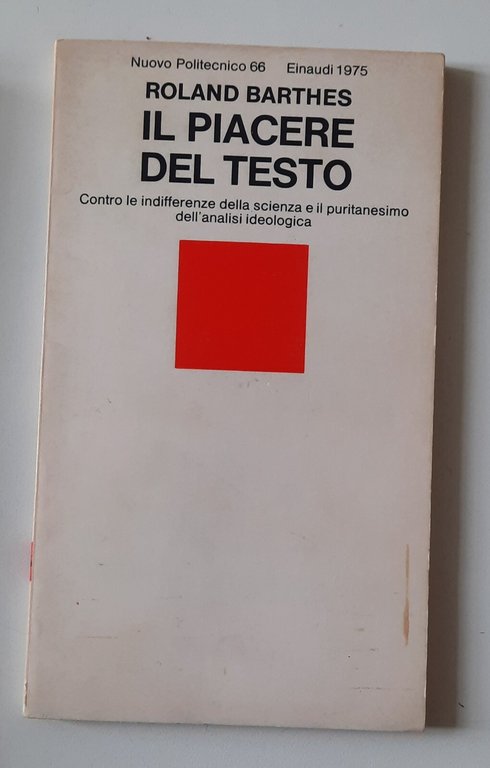 Nuovo Politecnico 66 Einaudi 1975
ROLAND BARTHES
IL PIACERE
DEL TESTO
Contro le indifferenze della scienza e il puritanesimo
dell'analisi ideologica